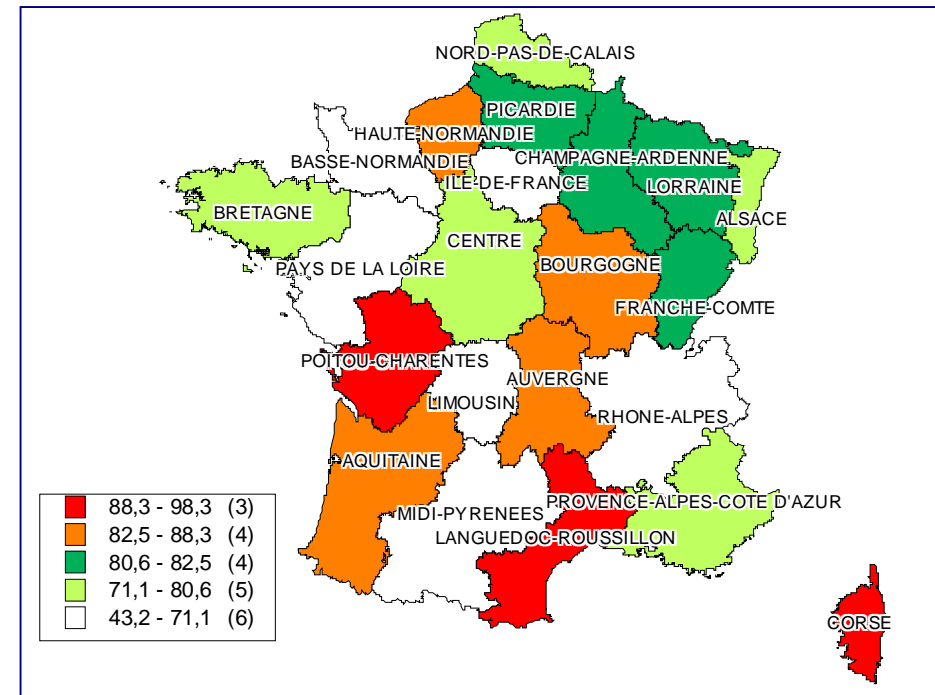 NORD-PAS-DE-CALAIS
PICARDIE
HAUTE-NORMANDIE
BASSE-NORMANDIE
CHAMPAGNE-ARDENNE
ILE-DE-FRANCE
LORRAINE
BRETAGNE
ALSACE
CENTRE
BOURGOGNE
PAYS DE LA LOIRE
FRANCHE-COMTE
POITOU-CHARENTES
AUVERGNE
LIMOUSIN
RHONE-ALPES
AQUITAINE
PROVENCE-ALPES-COTE D'AZUR
MIDI-PYRENEES
LANGUEDOC-ROUSSILLON
CORSE
88,3 - 98,3 (3)
82,5 - 88,3 (4)
80,6 - 82,5 (4)
71,1 - 80,6 (5)
43,2 - 71,1 (6)